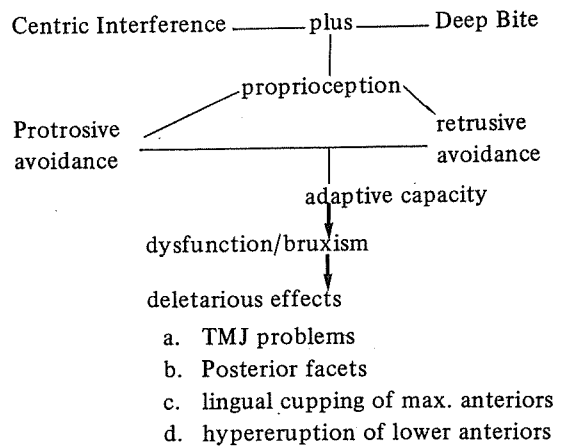 Centric Interference plus Deep Bite
proprioception
Protrosive avoidance
retrusive avoidance
adaptive capacity
dysfunction/bruxism
deletarious effects
a. TMJ problems
b. Posterior facets
c. lingual cupping of max. anteriors
d. hypereruption of lower anteriors